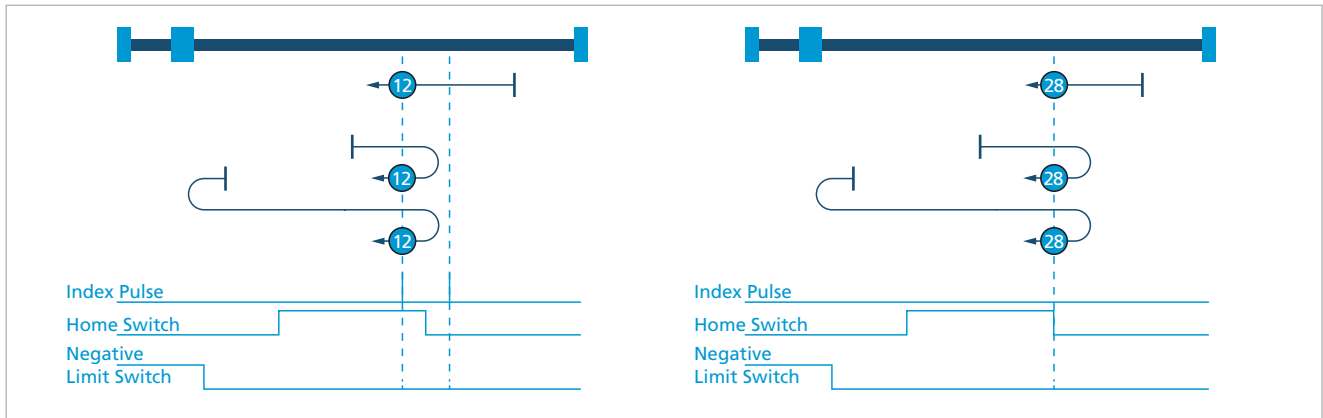 12
12
12
Index Pulse
Home Switch
Negative
Limit Switch
28
28
28
Index Pulse
Home Switch
Negative
Limit Switch